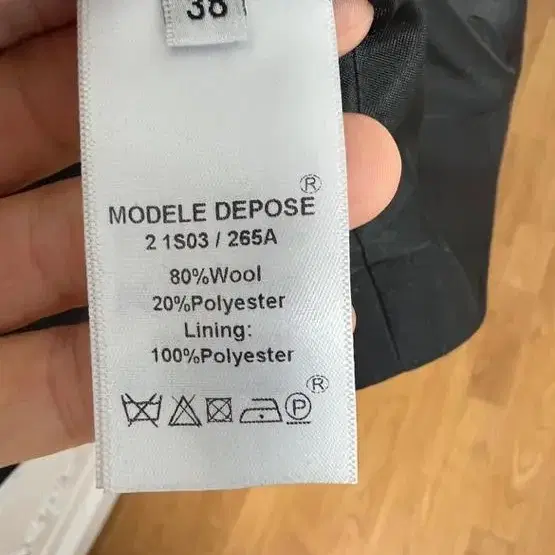 38
®
MODELE DEPOSE
2 1S03 / 265A
80%Wool
20%Polyester
Lining:
100%Polyester
®
P